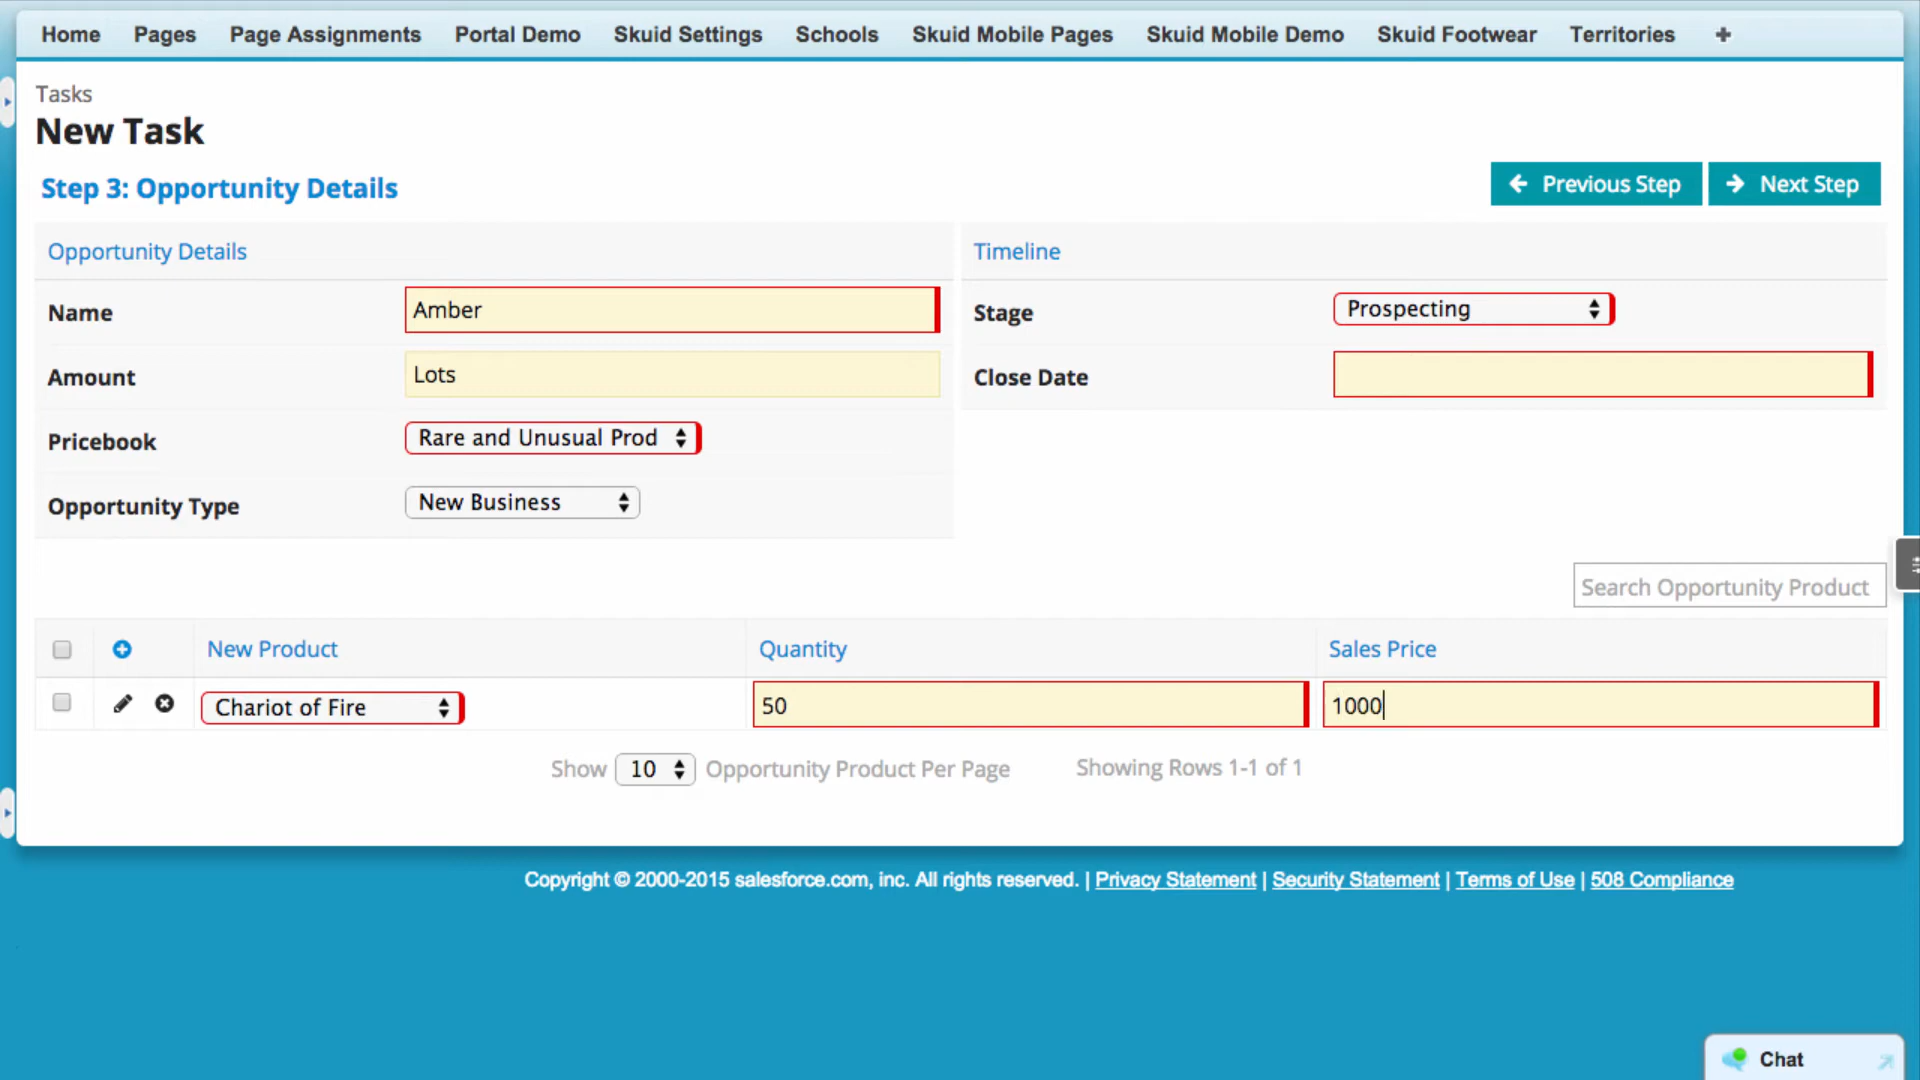 Home Pages Page Assignments Portal Demo Skuid Settings Schools Skuid Mobile Pages Skuid Mobile Demo Skuid Footwear Territories +
Tasks
New Task
Step 3: Opportunity Details
Previous Step Next Step
Opportunity Details
Name Amber
Amount Lots
Pricebook Rare and Unusual Prod
Opportunity Type New Business
Timeline
Stage Prospecting
Close Date
Search Opportunity Product
New Product Quantity Sales Price
Chariot of Fire 50 1000
Show 10 Opportunity Product Per Page Showing Rows 1-1 of 1
Copyright © 2000-2015 salesforce.com, inc. All rights reserved. | Privacy Statement | Security Statement | Terms of Use | 508 Compliance
Chat